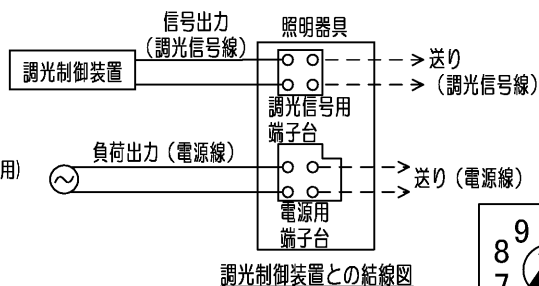 信号出力
(調光信号線)
照明器具
調光制御装置
送り
(調光信号線)
調光信号用
端子台
負荷出力(電源線)
用)
送り(電源線)
電源用
端子台
調光制御装置との結線図
9
8
7